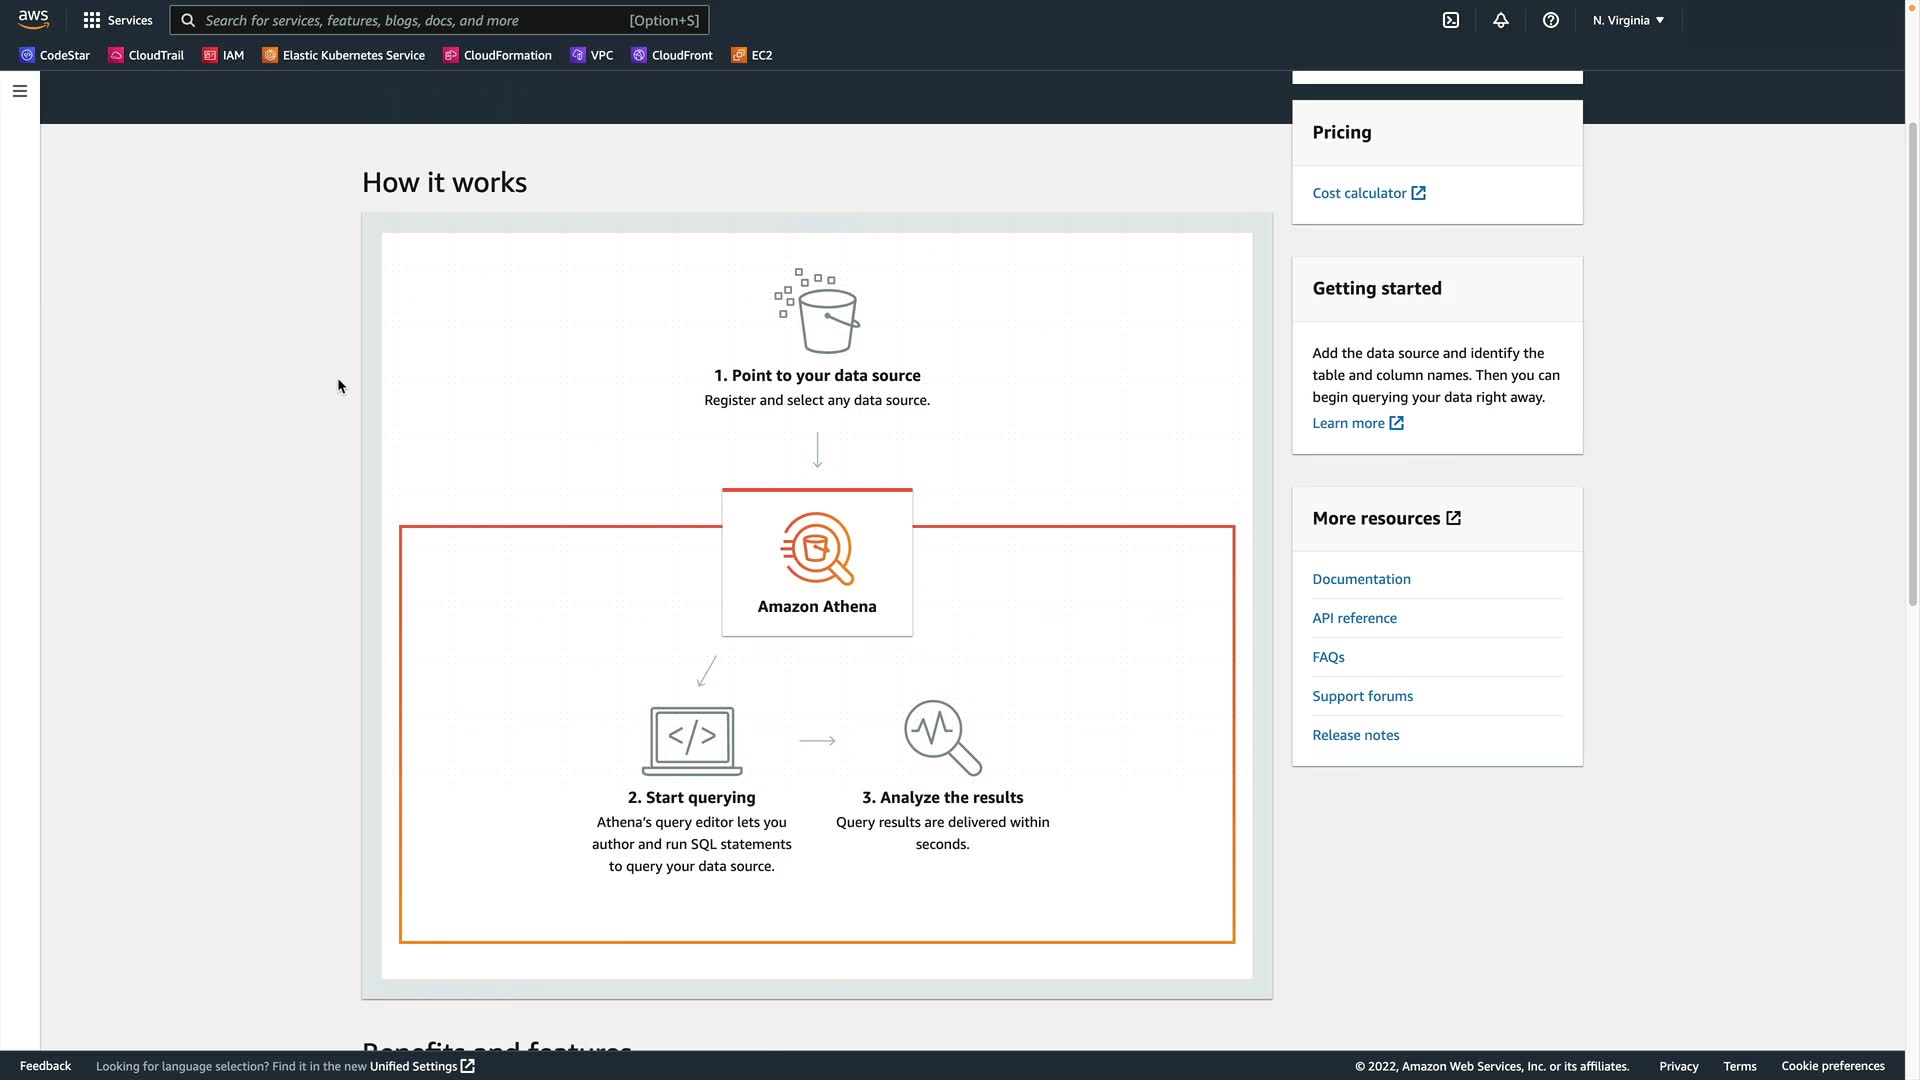 aws
Services
Search for services, features, blogs, docs, and more
[Option+S]
N. Virginia
CodeStar
CloudTrail
IAM
Elastic Kubernetes Service
CloudFormation
VPC
CloudFront
EC2
How it works
1. Point to your data source
Register and select any data source.
Amazon Athena
</>
2. Start querying
Athena's query editor lets you
author and run SQL statements
to query your data source.
3. Analyze the results
Query results are delivered within
seconds.
Benefits and features
Pricing
Cost calculator
Getting started
Add the data source and identify the
table and column names. Then you can
begin querying your data right away.
Learn more
More resources
Documentation
API reference
FAQs
Support forums
Release notes
Feedback
Looking for language selection? Find it in the new Unified Settings
© 2022, Amazon Web Services, Inc. or its affiliates.
Privacy
Terms
Cookie preferences